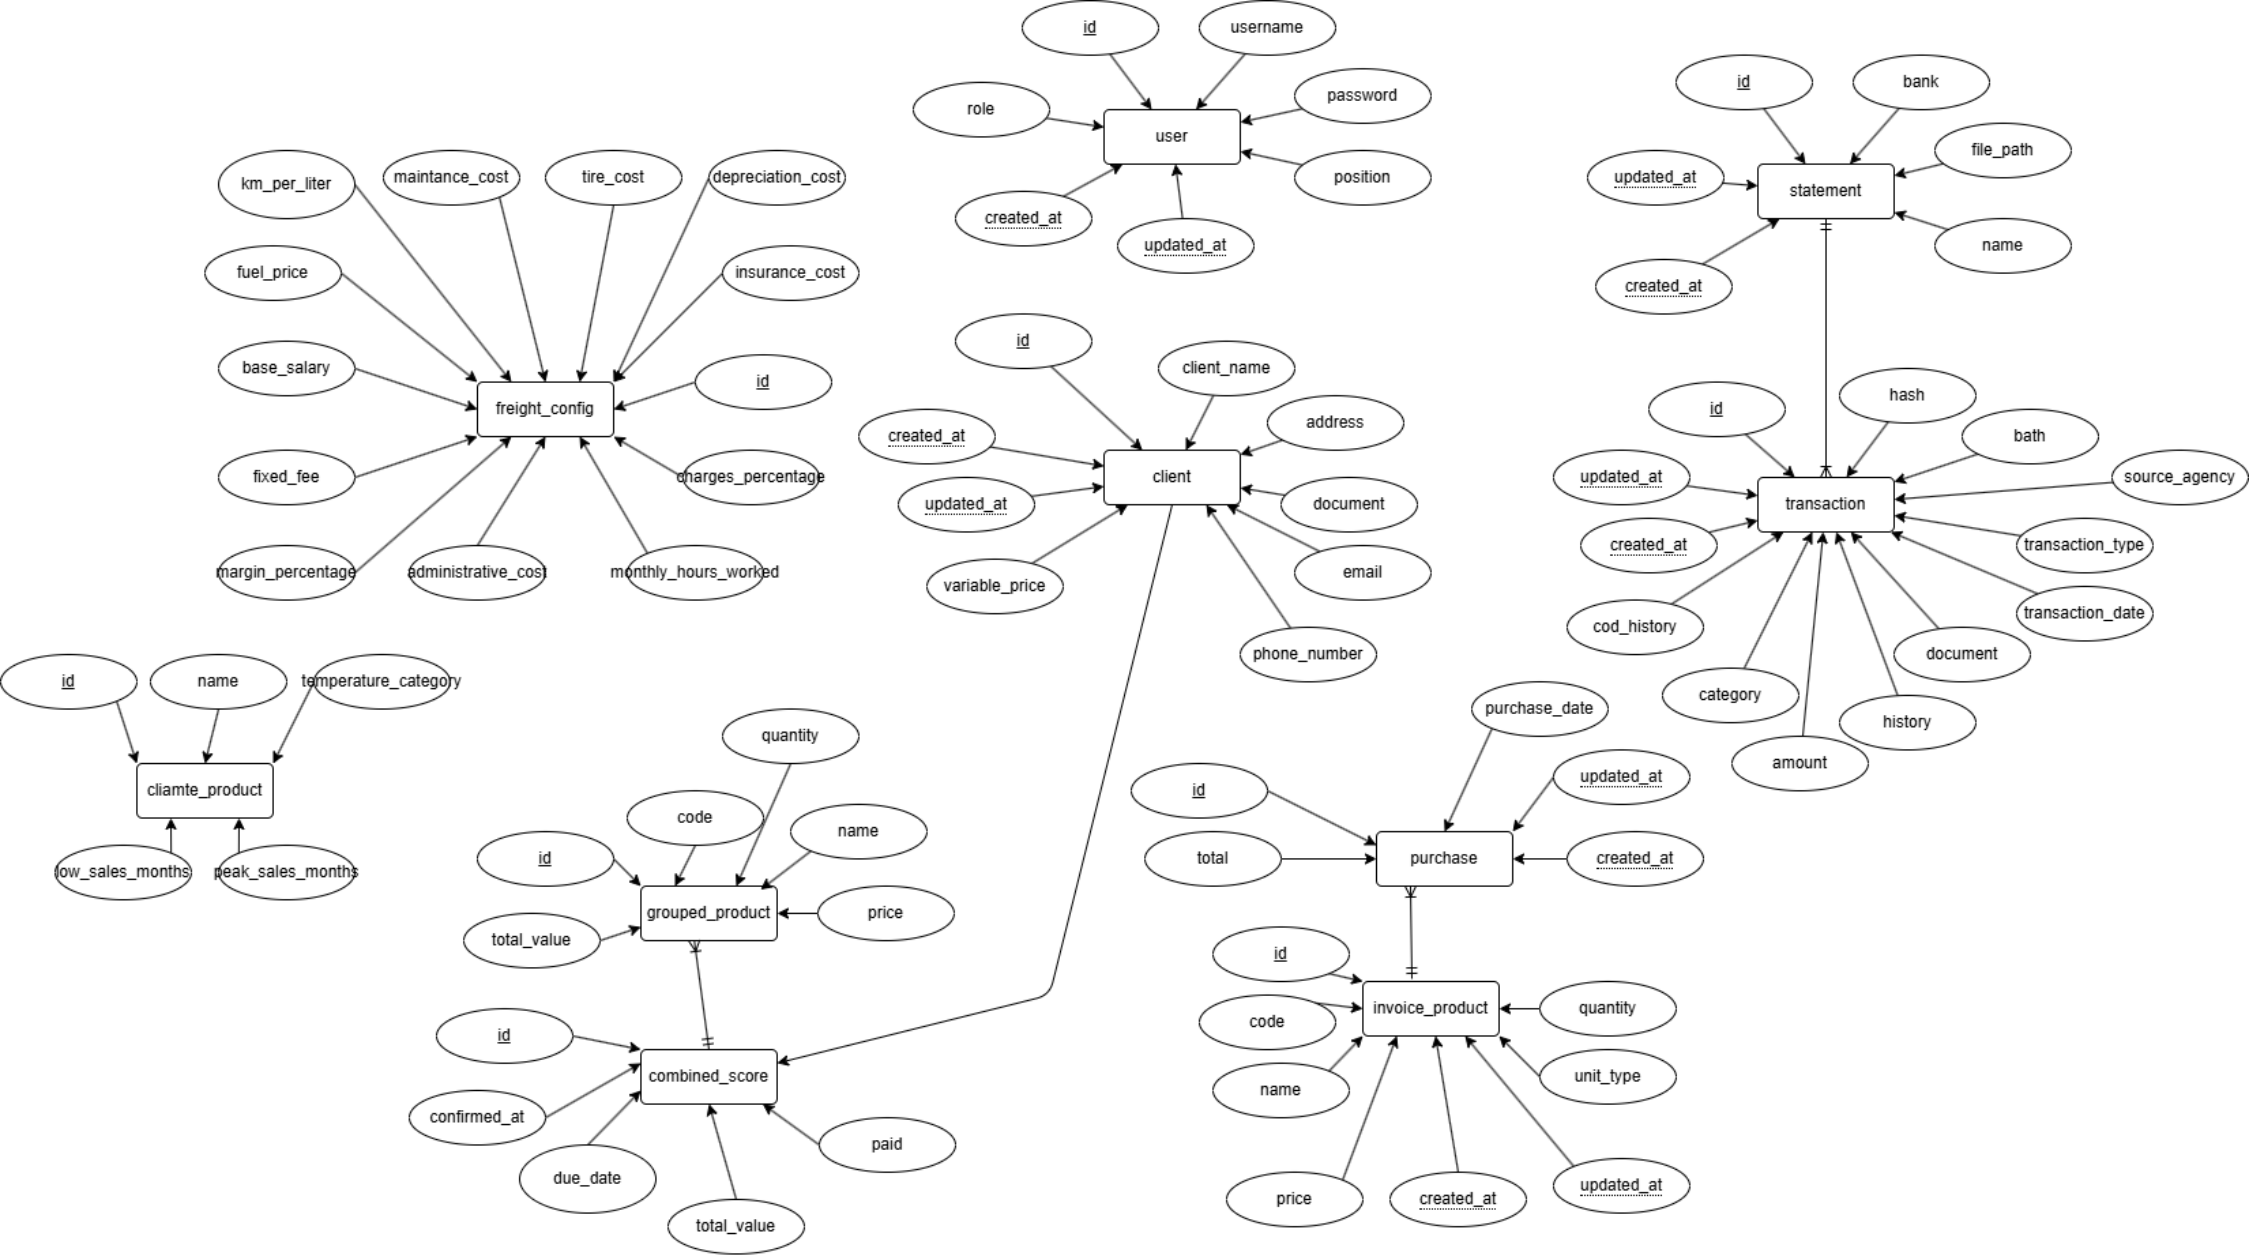 id
username
role
password
user
position
created_at
updated_at
id
bank
updated_at
file_path
statement
name
created_at
km_per_liter
maintance_cost
tire_cost
depreciation_cost
fuel_price
insurance_cost
base_salary
id
freight_config
fixed_fee
charges_percentage
margin_percentage
administrative_cost
monthly_hours_worked
id
client_name
created_at
address
client
updated_at
document
variable_price
email
phone_number
id
hash
bath
updated_at
source_agency
transaction
created_at
transaction_type
cod_history
transaction_date
document
category
history
amount
id
name
temperature_category
cliamte_product
low_sales_months
peak_sales_months
quantity
code
name
id
grouped_product
price
total_value
id
combined_score
confirmed_at
paid
due_date
total_value
purchase_date
id
updated_at
total
purchase
created_at
id
code
invoice_product
quantity
name
unit_type
price
created_at
updated_at